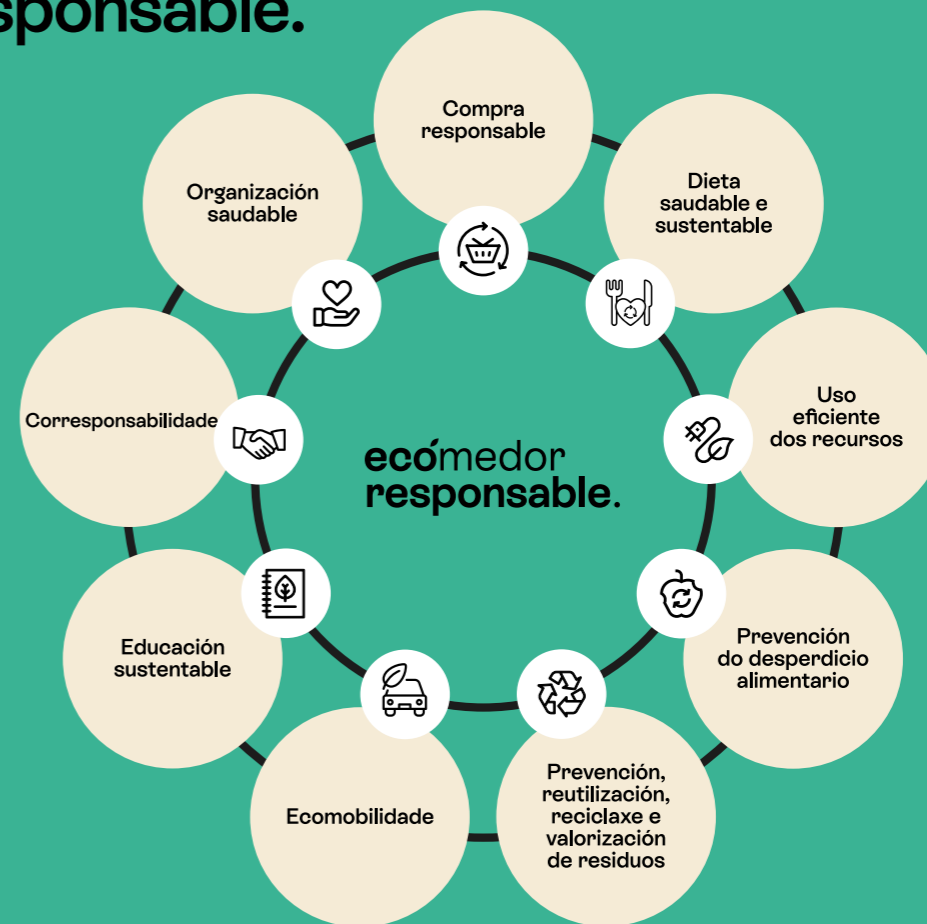 sponsable.
Compra
responsable
Organización
saudable
Dieta
saudable e
sustentable
Corresponsabilidade
Uso
eficiente
dos recursos
ecómedor
responsable.
Educación
sustentable
Prevención
do desperdicio
alimentario
Ecomobilidade
Prevención,
reutilización,
reciclaxe e
valorización
de residuos